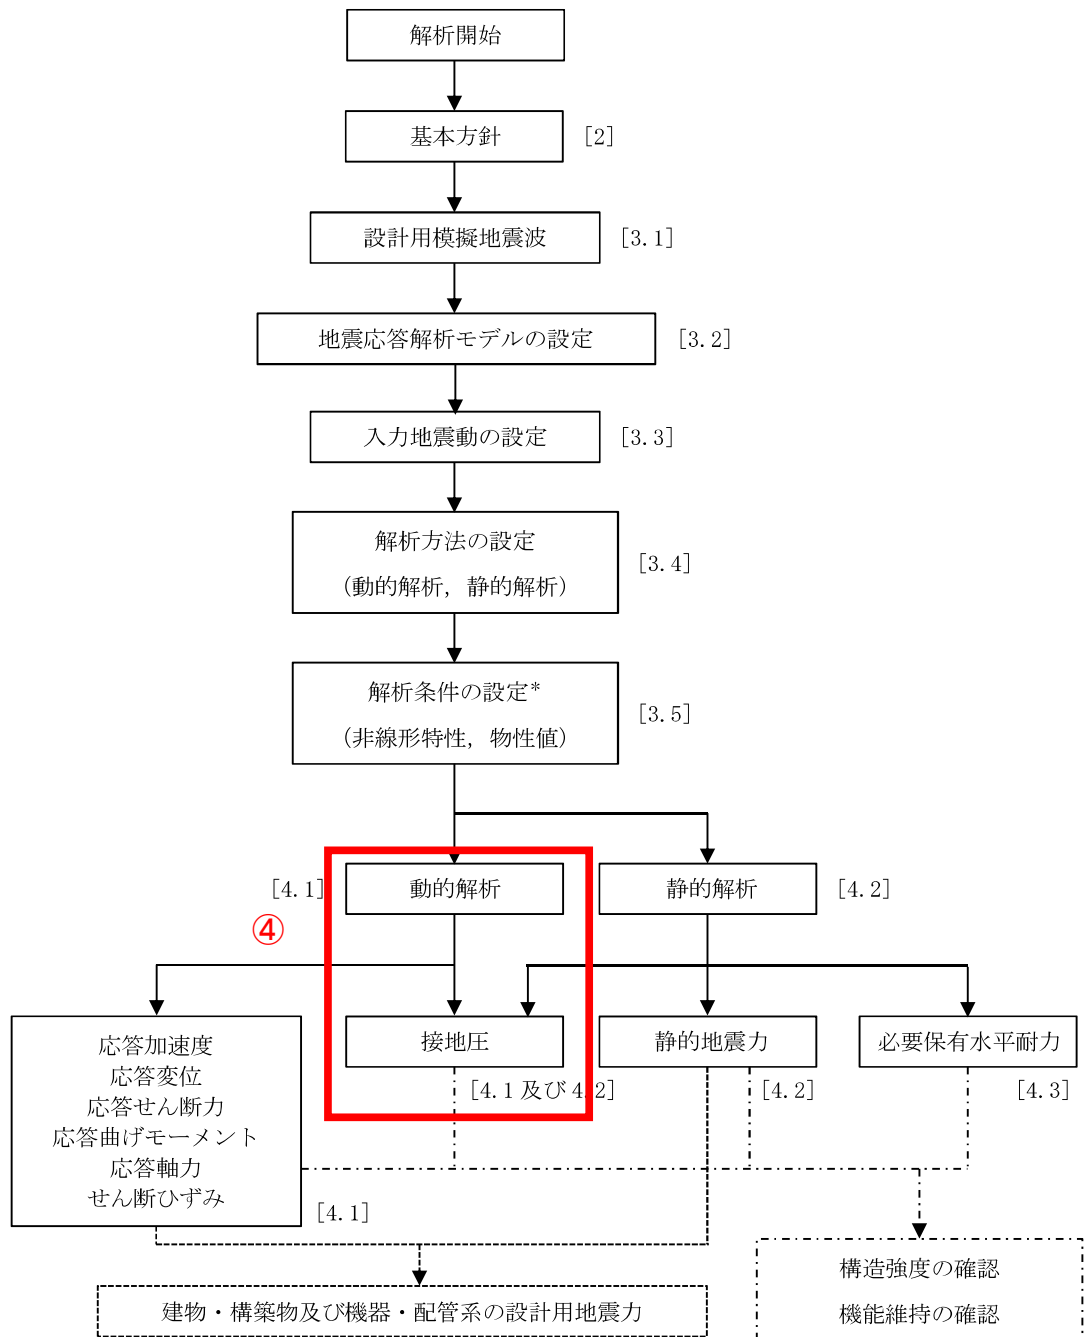 解析開始
基本方針
[2]
設計用模擬地震波
[3.1]
地震応答解析モデルの設定
[3.2]
入力地震動の設定
[3.3]
解析方法の設定
(動的解析, 静的解析)
[3.4]
解析条件の設定*
(非線形特性, 物性値)
[3.5]
[4.1]
動的解析
静的解析
[4.2]
④
応答加速度
応答変位
応答せん断力
応答曲げモーメント
応答軸力
せん断ひずみ
[4.1]
接地圧
[4.1 及び 4.2]
静的地震力
[4.2]
必要保有水平耐力
[4.3]
建物・構築物及び機器・配管系の設計用地震力
構造強度の確認
機能維持の確認